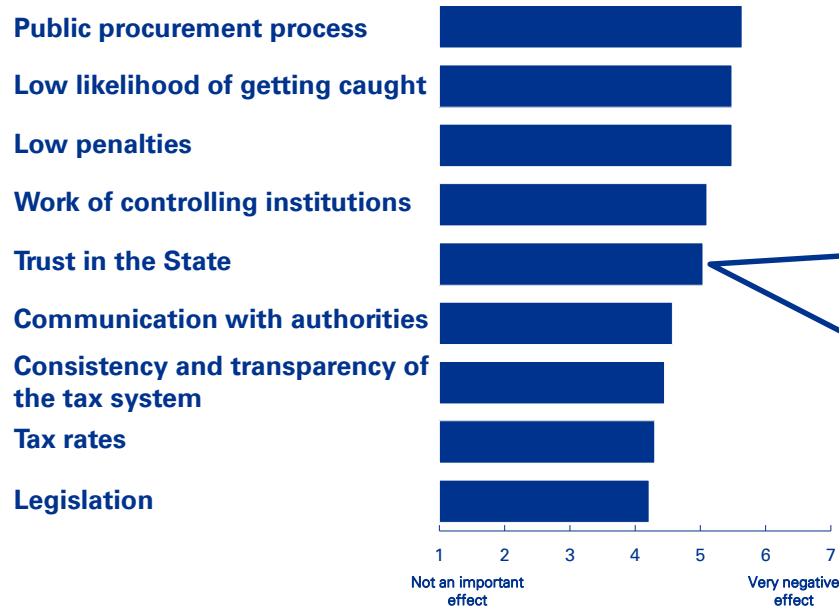 Public procurement process
Low likelihood of getting caught
Low penalties
Work of controlling institutions
Trust in the State
Communication with authorities
Consistency and transparency of
the tax system
Tax rates
Legislation
1 2 3 4 5 6 7
Not an important
effect
Very negative
effect